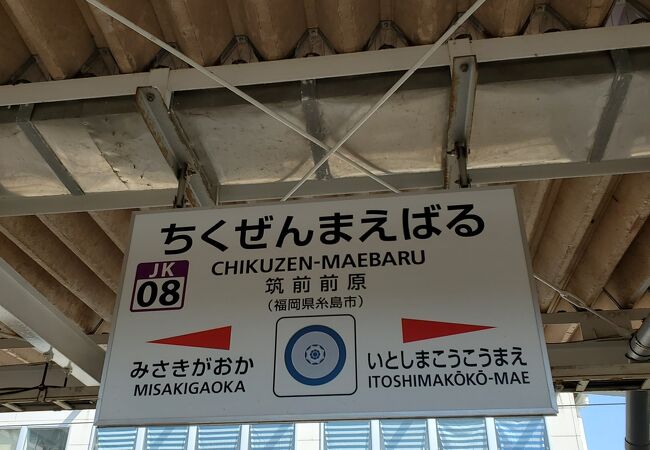 ちくぜんまえばる
CHIKUZEN-MAEBARU
JK
08
筑前前原
(福岡県糸島市)
みさきがおか
MISAKIGAOKA
いとしまこうこうまえ
ITOSHIMAKŌKŌ-MAE